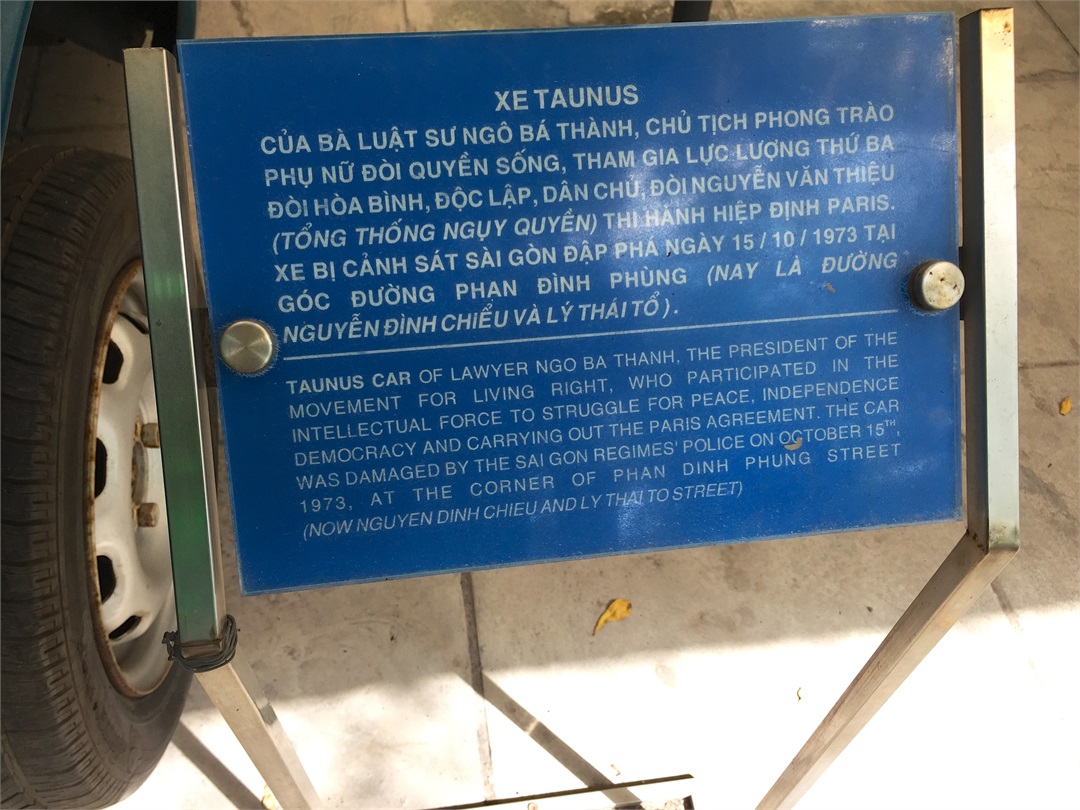 XE TAUNUS
CỦA BÀ LUẬT SƯ NGÔ BÁ THÀNH, CHỦ TỊCH PHONG TRÀO
PHỤ NỮ ĐÒI QUYỀN SỐNG, THAM GIA LỰC LƯỢNG THỨ BA
ĐÒI HÒA BÌNH, ĐỘC LẬP, DÂN CHỦ, ĐÒI NGUYỄN VĂN THIỆU
(TỔNG THỐNG NGỤY QUYỀN) THI HÀNH HIỆP ĐỊNH PARIS.
XE BỊ CẢNH SÁT SÀI GÒN ĐẬP PHÁ NGÀY 15 / 10 / 1973 TẠI
GÓC ĐƯỜNG PHAN ĐÌNH PHÙNG (NAY LÀ ĐƯỜNG
NGUYỄN ĐÌNH CHIỂU VÀ LÝ THÁI TỔ ).
TAUNUS CAR OF LAWYER NGO BA THANH, THE PRESIDENT OF THE
MOVEMENT FOR LIVING RIGHT, WHO PARTICIPATED IN THE
INTELLECTUAL FORCE TO STRUGGLE FOR PEACE, INDEPENDENCE
DEMOCRACY AND CARRYING OUT THE PARIS AGREEMENT. THE CAR
WAS DAMAGED BY THE SAI GON REGIMES' POLICE ON OCTOBER 15TH,
1973, AT THE CORNER OF PHAN DINH PHUNG STREET
(NOW NGUYEN DINH CHIEU AND LY THAI TO STREET)